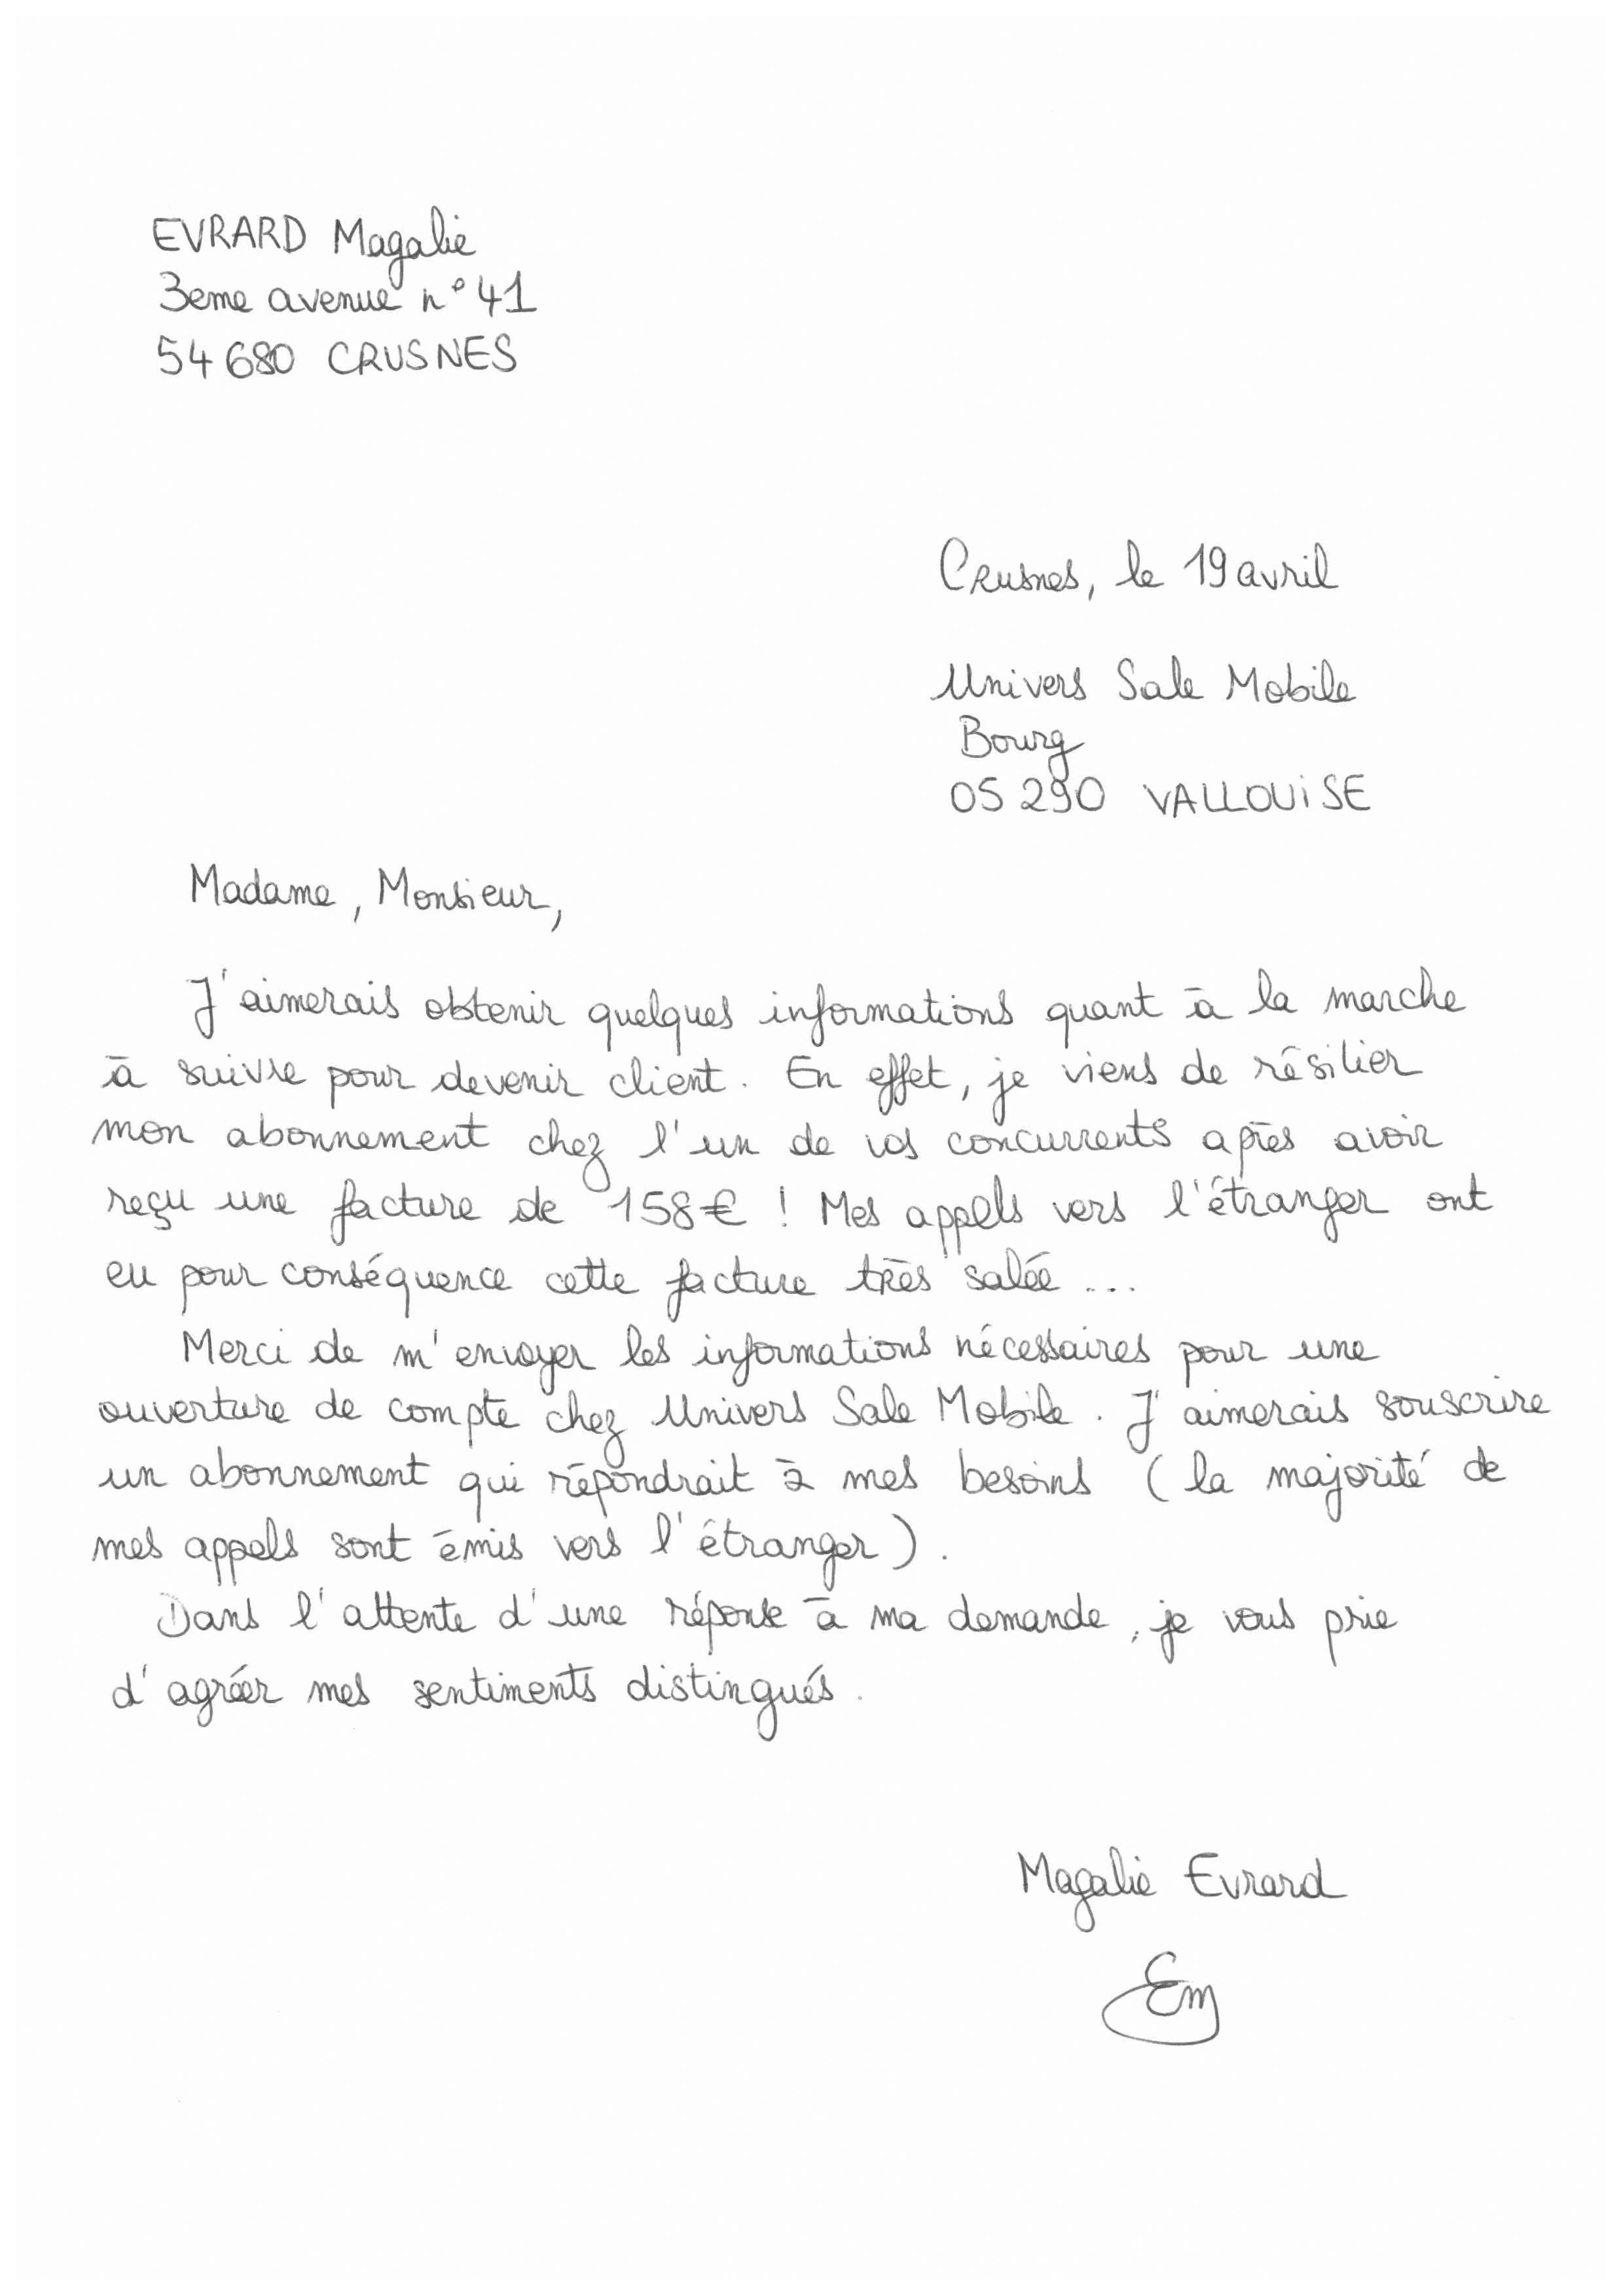 EVRARD Magalie
3eme avenue n° 41
54 680 CRUSNES
Crusnes, le 19 avril
Univers Sale Mobile
Bourg
05 290 VALLOUiSE
Madame, Monsieur,
J'aimerais obtenir quelques informations quant à la marche
à suivre pour devenir client. En effet, je viens de résilier
mon abonnement chez l'un de vos concurrents après avoir
reçu une facture de 158€ ! Mes appels vers l'étranger ont
eu pour conséquence cette facture très salée ...
Merci de m'envoyer les informations nécessaires pour une
ouverture de compte chez Univers Sale Mobile. J'aimerais souscrire
un abonnement qui répondrait à mes besoins (la majorité de
mes appels sont émis vers l'étranger).
Dans l'attente d'une réponse à ma demande, je vous prie
d'agréer mes sentiments distingués.
Magalie Evrard
Em